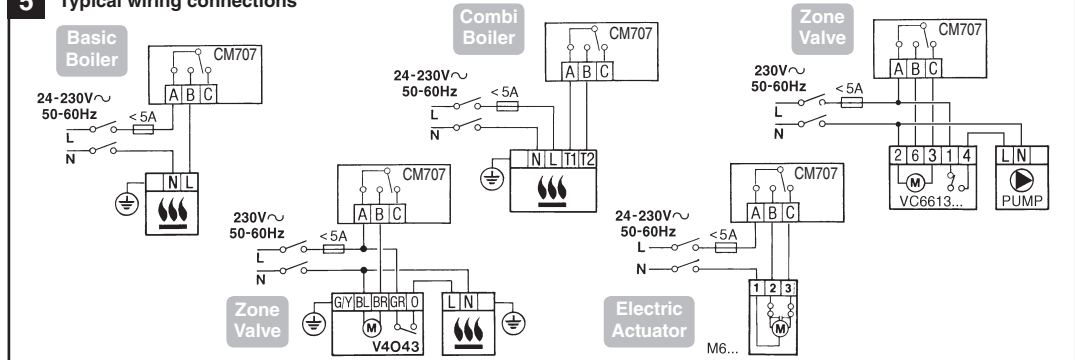 5 Typical wiring connections
Basic
Boiler
CM707
A B C
24-230V~
50-60Hz
< 5A
L
N
N L
Combi
Boiler
CM707
A B C
24-230V~
50-60Hz
< 5A
L
N
N L T1 T2
Zone
Valve
CM707
A B C
230V~
50-60Hz
< 5A
L
N
2 6 3 1 4
M
VC6613...
L N
PUMP
Zone
Valve
CM707
A B C
230V~
50-60Hz
<5A
L
N
G/Y BL BR GR O
M
V4O43
L N
Electric
Actuator
CM707
A B C
24-230V~
50-60Hz
<5A
L
N
1 2 3
M
M6...